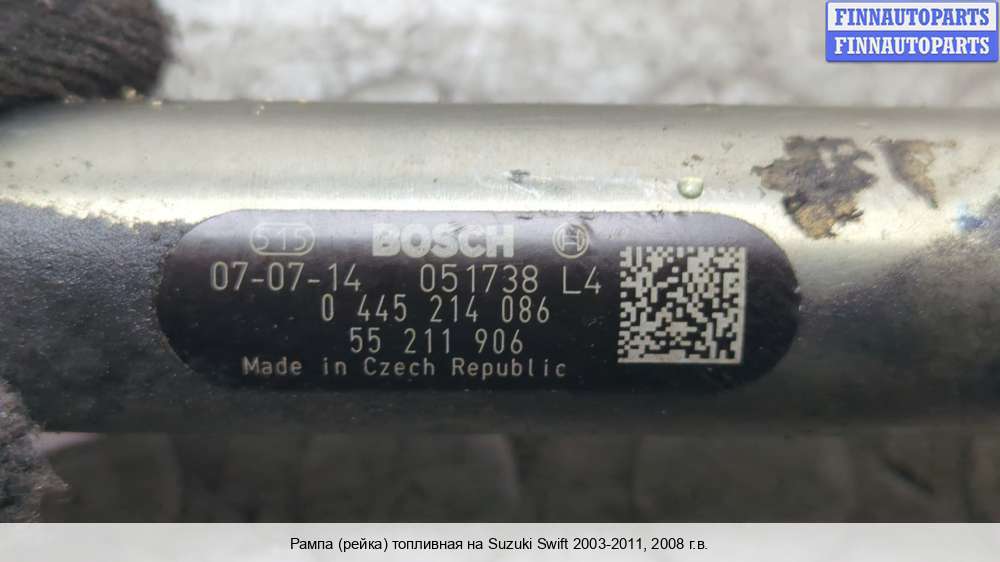 FINNAUTOPARTS
FINNAUTOPARTS
515 BOSCH
07-07-14 051738 L4
0 445 214 086
55 211 906
Made in Czech Republic
Рампа (рейка) топливная на Suzuki Swift 2003-2011, 2008 г.в.